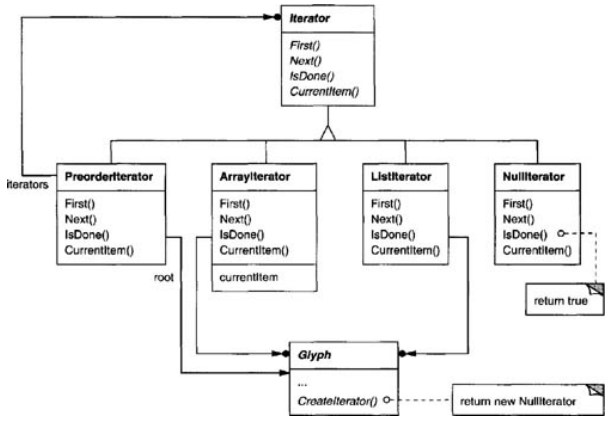 Iterator
First()
Next()
IsDone()
CurrentItem()
iterators
PreorderIterator
First()
Next()
IsDone()
CurrentItem()
ArrayIterator
First()
Next()
IsDone()
CurrentItem()
currentItem
ListIterator
First()
Next()
IsDone()
CurrentItem()
NullIterator
First()
Next()
IsDone()
CurrentItem()
root
return true
Glyph
...
CreateIterator()
return new NullIterator